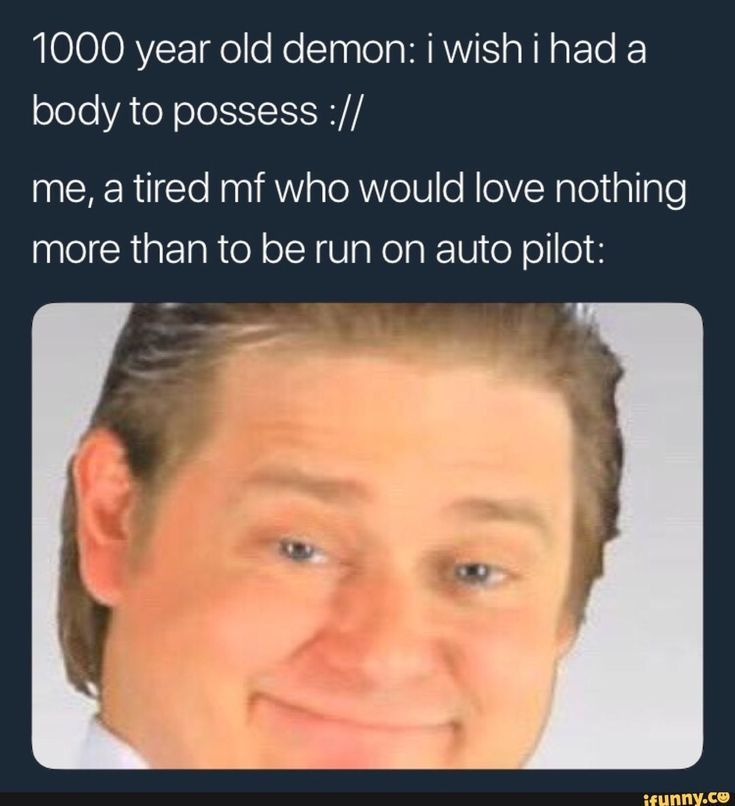 1000 year old demon: i wish i had a
body to possess ://
me, a tired mf who would love nothing
more than to be run on auto pilot:
ifunny.co